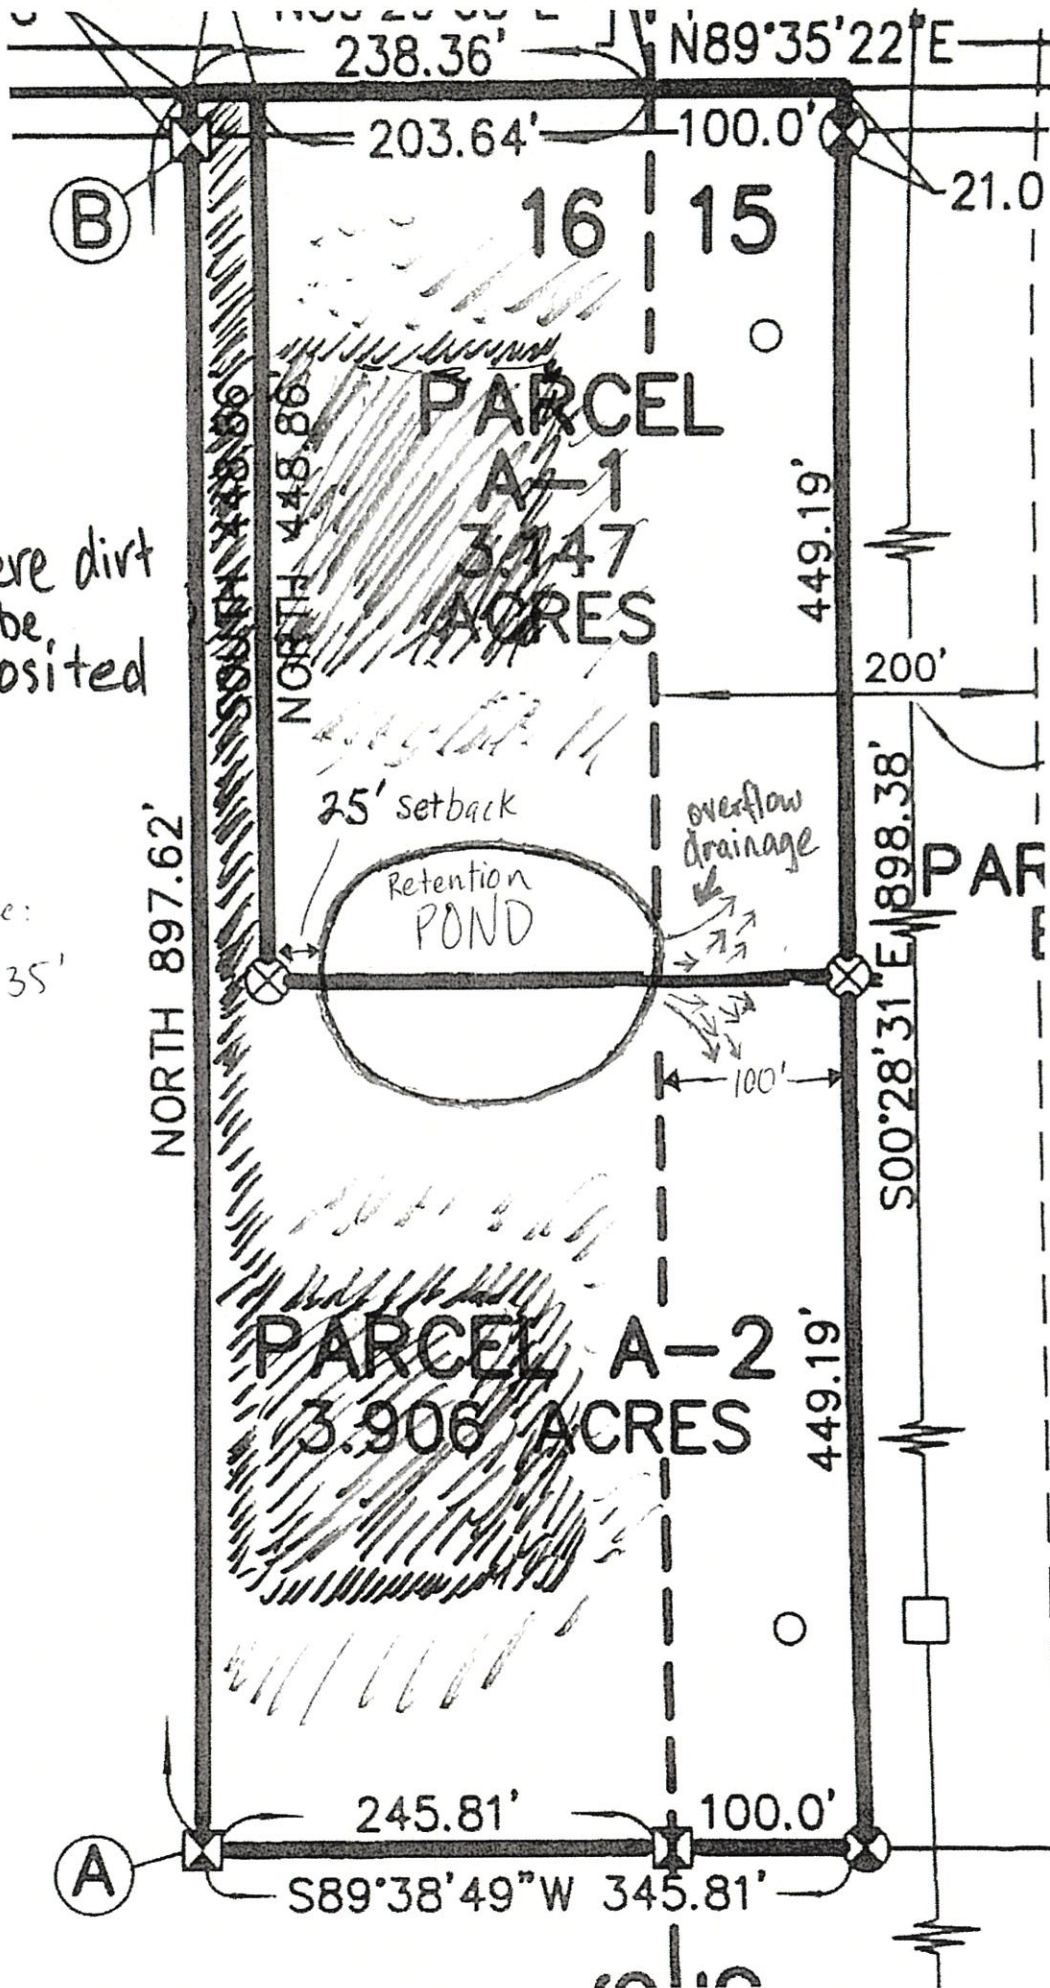 238.36'
N89°35'22"E
203.64'
100.0'
21.0
B
16
15
PARCEL
A-1
3.147
ACRES
SOUTH 448.86'
NORTH 448.86'
449.19'
dirt
be
200'
25' setback
overflow
drainage
Retention
POND
NORTH 897.62'
S00°28'31"E 898.38'
35'
100'
PARCEL A-2
3.906 ACRES
449.19'
245.81'
100.0'
A
S89°38'49"W 345.81'